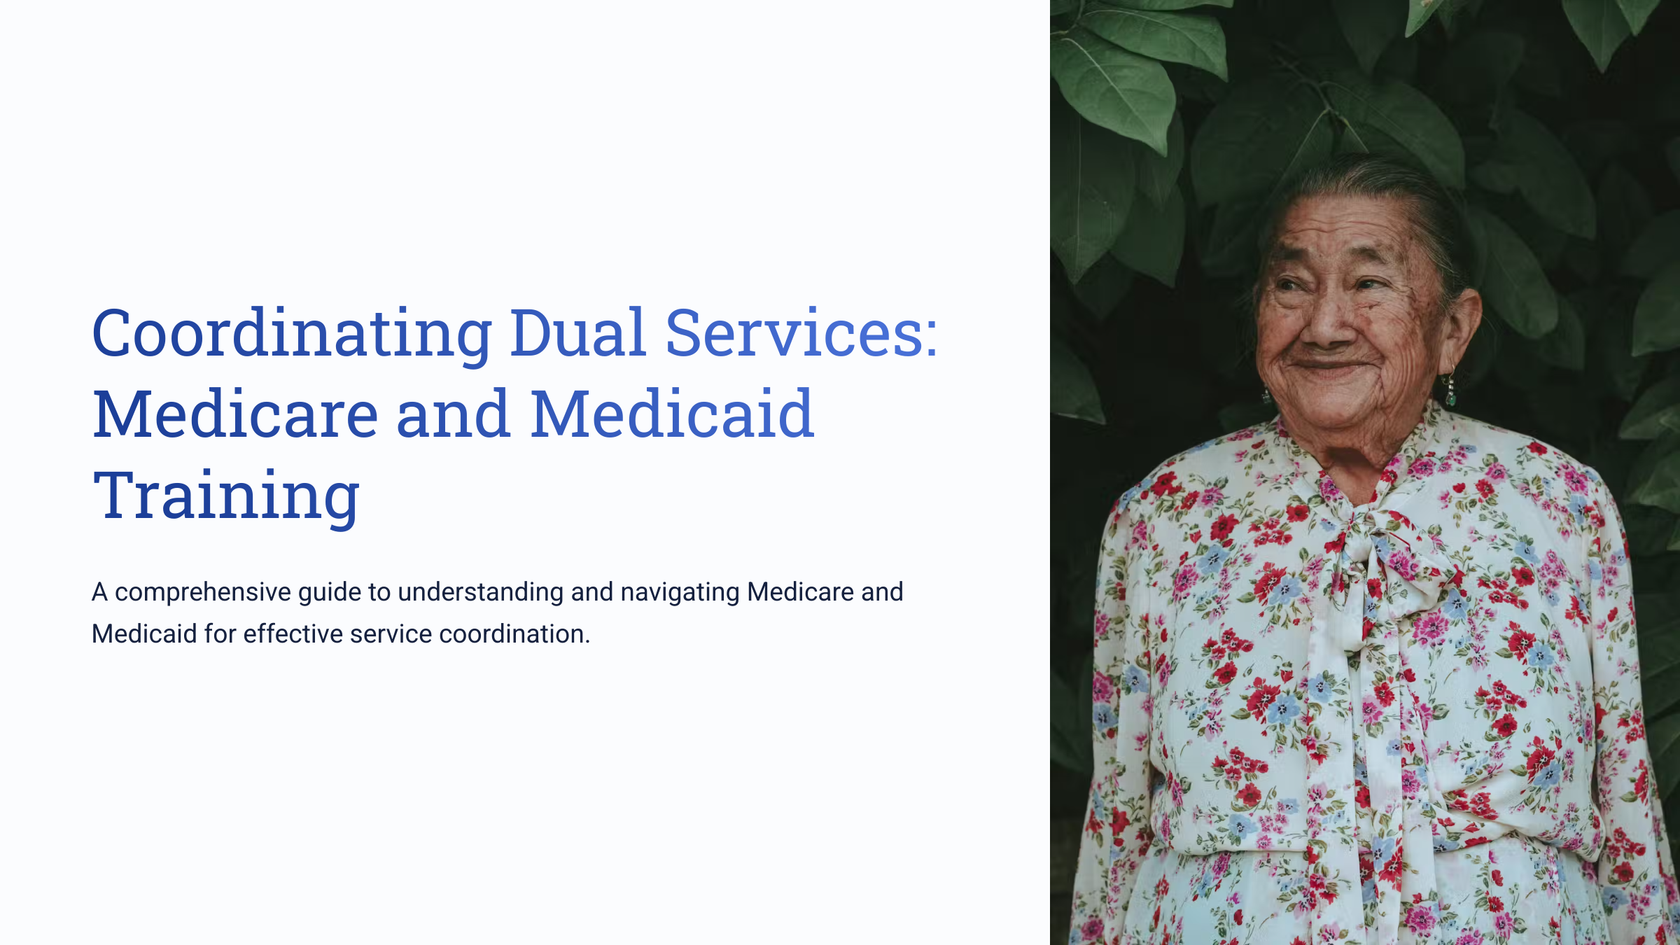 Coordinating Dual Services:
Medicare and Medicaid
Training
A comprehensive guide to understanding and navigating Medicare and
Medicaid for effective service coordination.